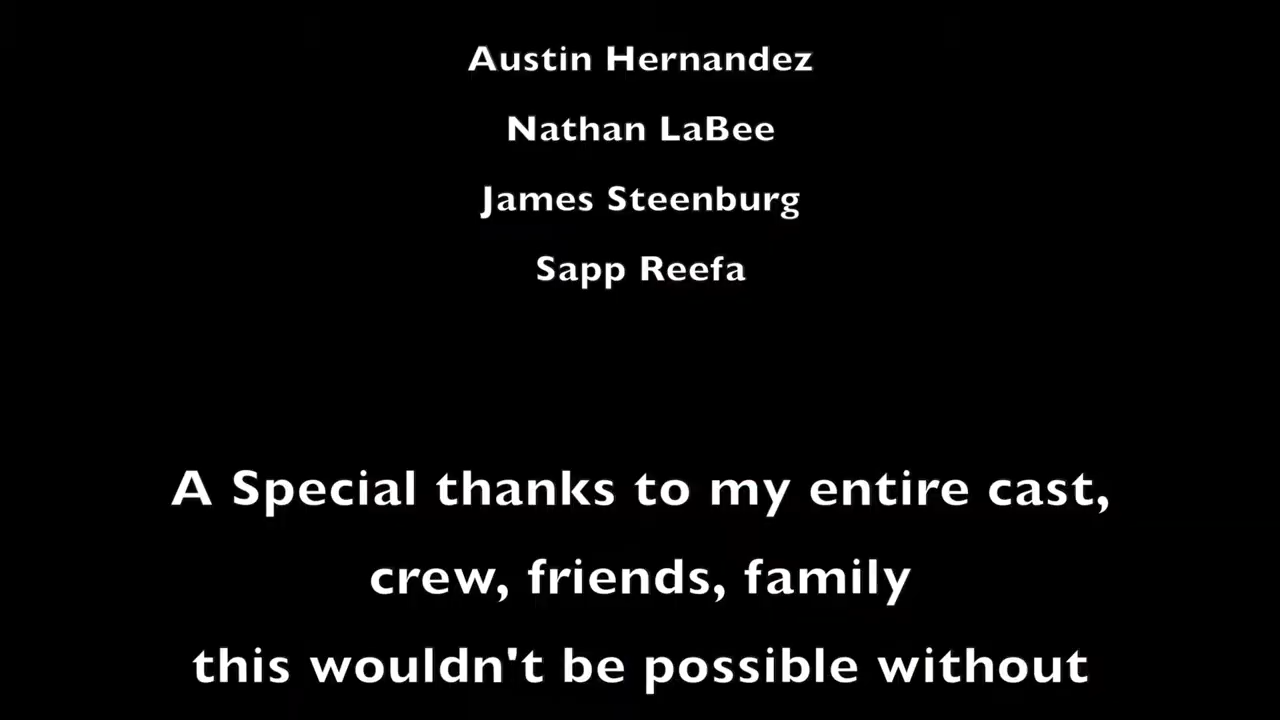 Austin Hernandez
Nathan LaBee
James Steenburg
Sapp Reefa
A Special thanks to my entire cast,
crew, friends, family
this wouldn't be possible without